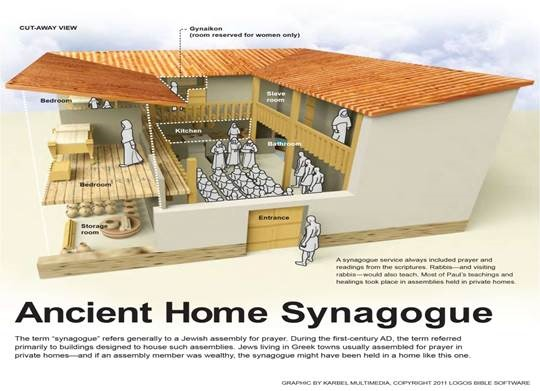 CUT-AWAY VIEW
Gynaikon
(room reserved for women only)
Bedroom
Slave
room
Kitchen
Bathroom
Bedroom
Storage
room
Entrance
A synagogue service always included prayer and
readings from the scriptures. Rabbis—and visiting
rabbis—would also teach. Most of Paul's teachings and
healings took place in assemblies held in private homes.
Ancient Home Synagogue
The term "synagogue" refers generally to a Jewish assembly for prayer. During the first-century AD, the term referred
primarily to buildings designed to house such assemblies. Jews living in Greek towns usually assembled for prayer in
private homes—and if an assembly member was wealthy, the synagogue might have been held in a home like this one.
GRAPHIC BY KARBEL MULTIMEDIA, COPYRIGHT 2011 LOGOS BIBLE SOFTWARE